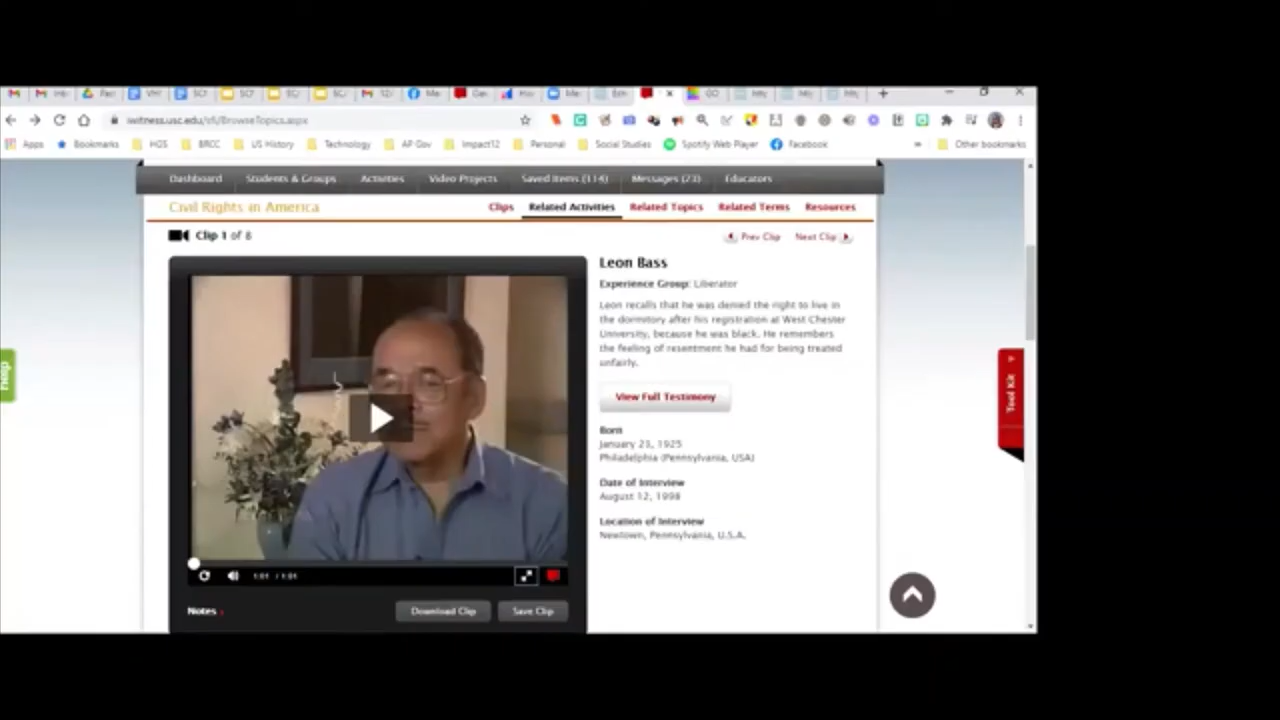 iwitness.usc.edu/sfi/BrowseTopics.aspx
Apps Bookmarks HGS BRCC US History Technology AP Gov Impact12 Personal Social Studies Spotify Web Player Facebook » Other bookmarks
Dashboard Students & Groups Activities Video Projects Saved Items (114) Messages (23) Educators
Civil Rights in America Clips Related Activities Related Topics Related Terms Resources
Clip 1 of 8 Prev Clip Next Clip
Leon Bass
Experience Group: Liberator
Leon recalls that he was denied the right to live in
the dormitory after his registration at West Chester
University, because he was black. He remembers
the feeling of resentment he had for being treated
unfairly.
View Full Testimony
Born
January 23, 1925
Philadelphia (Pennsylvania, USA)
Date of Interview
August 12, 1998
Location of Interview
Newtown, Pennsylvania, U.S.A.
Help
Tool Kit
1:01 / 1:01
Notes
Download Clip Save Clip